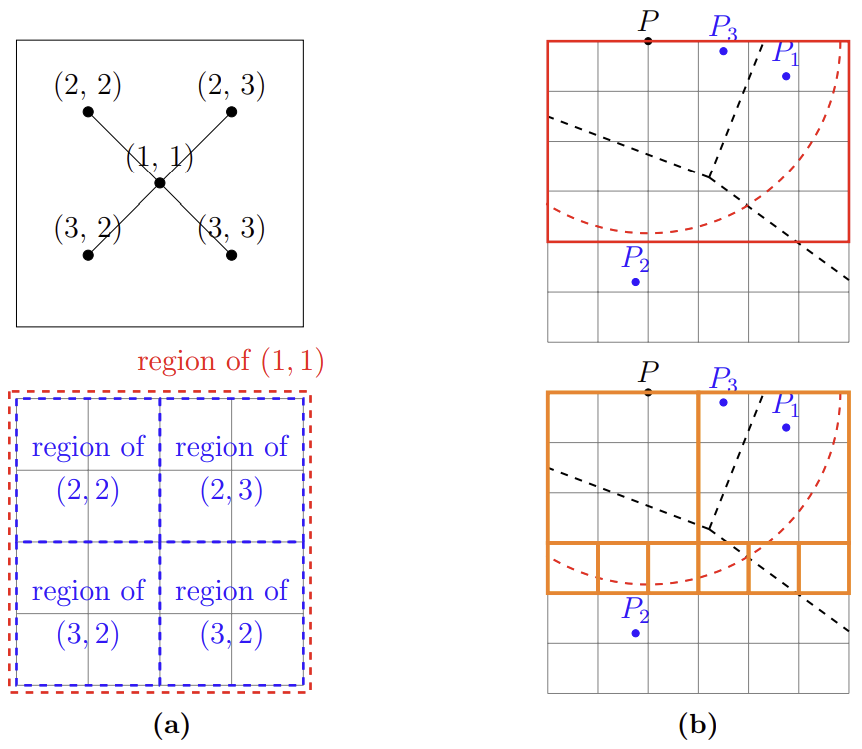 (2, 2)
(2, 3)
(1, 1)
(3, 2)
(3, 3)
region of (1, 1)
region of
(2, 2)
region of
(2, 3)
region of
(3, 2)
region of
(3, 2)
(a)
P
P3
P1
P2
P
P3
P1
P2
(b)